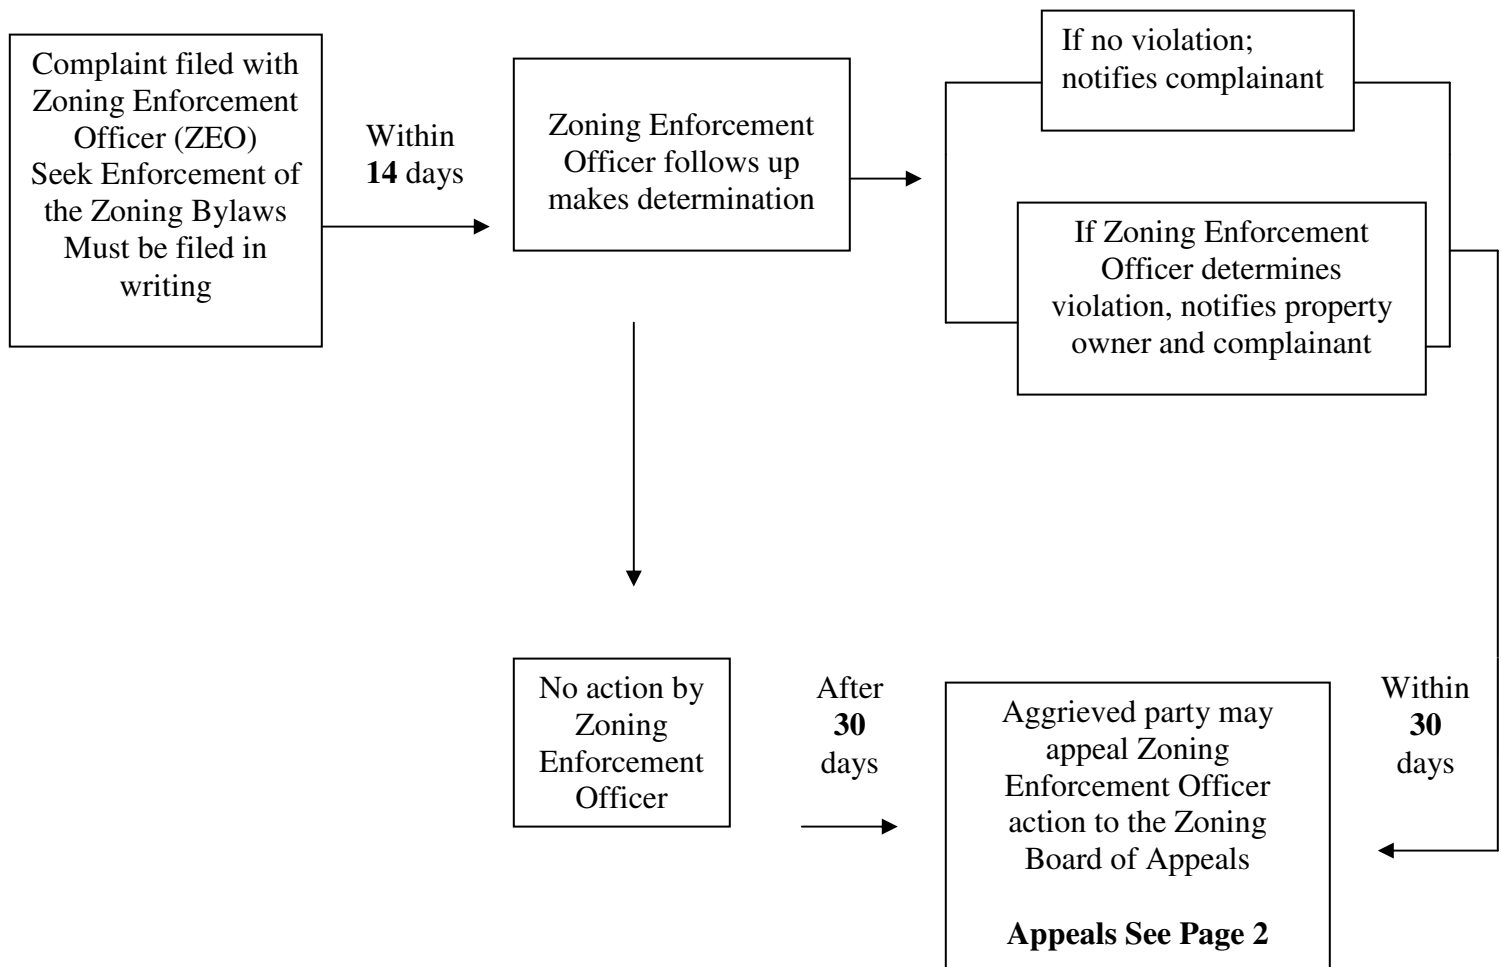 Complaint filed with
Zoning Enforcement
Officer (ZEO)
Seek Enforcement of
the Zoning Bylaws
Must be filed in
writing
Within
14 days
Zoning Enforcement
Officer follows up
makes determination
If no violation;
notifies complainant
If Zoning Enforcement
Officer determines
violation, notifies property
owner and complainant
No action by
Zoning
Enforcement
Officer
After
30
days
Aggrieved party may
appeal Zoning
Enforcement Officer
action to the Zoning
Board of Appeals
Appeals See Page 2
Within
30
days